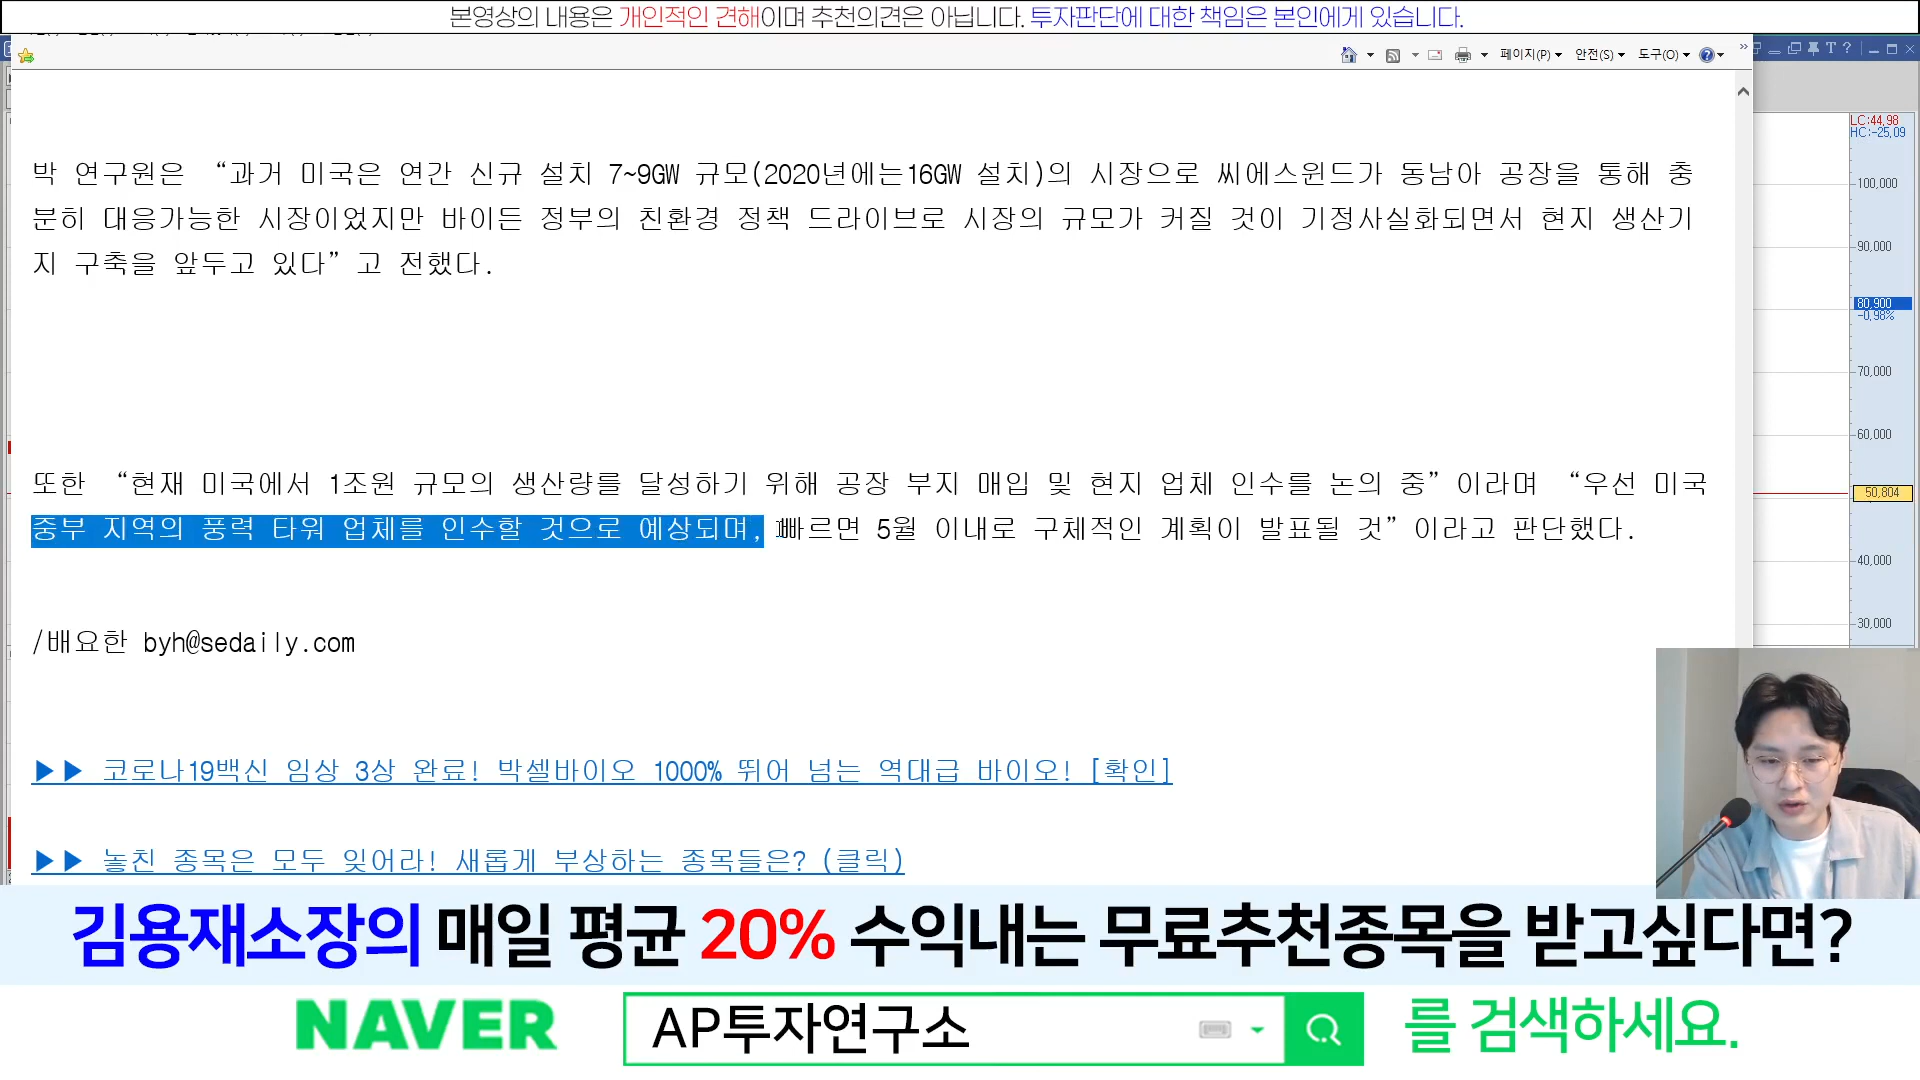 본영상의 내용은 개인적인 견해이며 추천의견은 아닙니다. 투자판단에 대한 책임은 본인에게 있습니다.
페이지(P) 안전(S) 도구(O)
LC:44.98
HC:-25.09
박 연구원은 “과거 미국은 연간 신규 설치 7~9GW 규모(2020년에는16GW 설치)의 시장으로 씨에스윈드가 동남아 공장을 통해 충
분히 대응가능한 시장이었지만 바이든 정부의 친환경 정책 드라이브로 시장의 규모가 커질 것이 기정사실화되면서 현지 생산기
지 구축을 앞두고 있다”고 전했다.
100,000
90,000
80,900
-0.98%
70,000
60,000
50,804
40,000
30,000
또한 “현재 미국에서 1조원 규모의 생산량를 달성하기 위해 공장 부지 매입 및 현지 업체 인수를 논의 중”이라며 “우선 미국
중부 지역의 풍력 타워 업체를 인수할 것으로 예상되며, 빠르면 5월 이내로 구체적인 계획이 발표될 것”이라고 판단했다.
/배요한 byh@sedaily.com
▶▶ 코로나19백신 임상 3상 완료! 박셀바이오 1000% 뛰어 넘는 역대급 바이오! [확인]
▶▶ 놓친 종목은 모두 잊어라! 새롭게 부상하는 종목들은? (클릭)
김용재소장의 매일 평균 20% 수익내는 무료추천종목을 받고싶다면?
NAVER AP투자연구소 를 검색하세요.